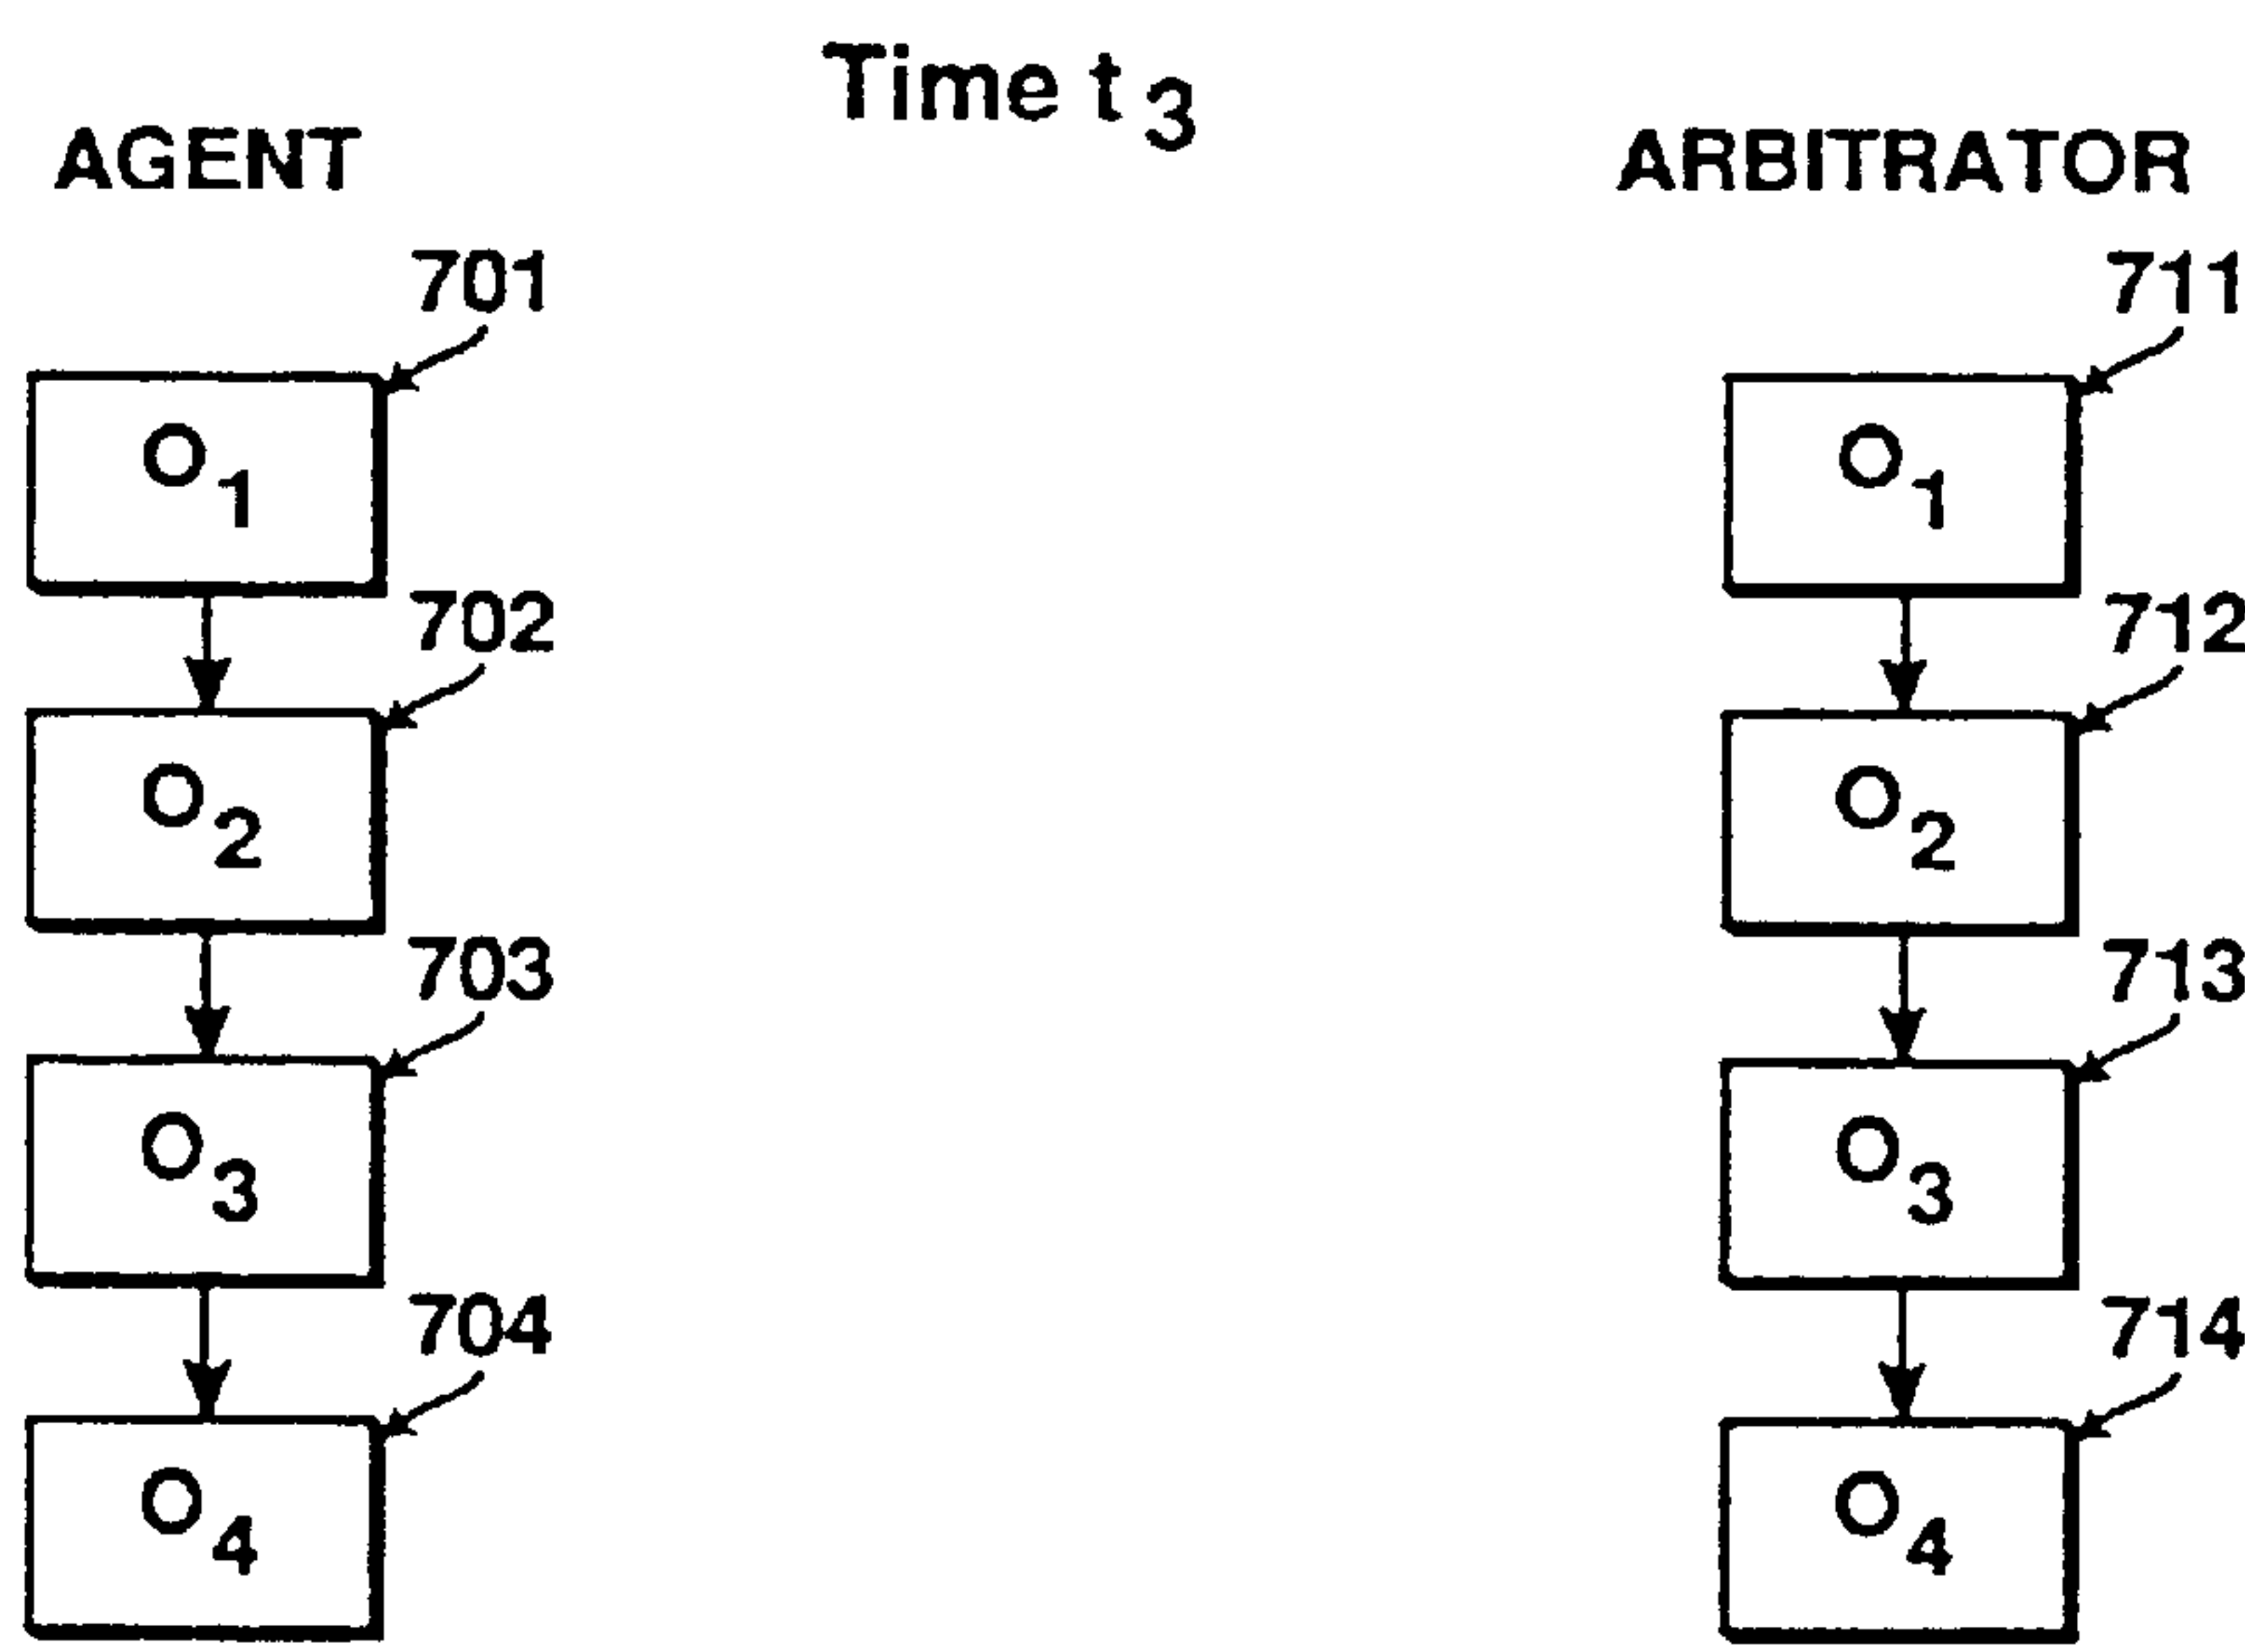 Time t3
AGENT
ARBITRATOR
701
711
O1
O1
702
712
O2
O2
703
713
O3
O3
704
714
O4
O4